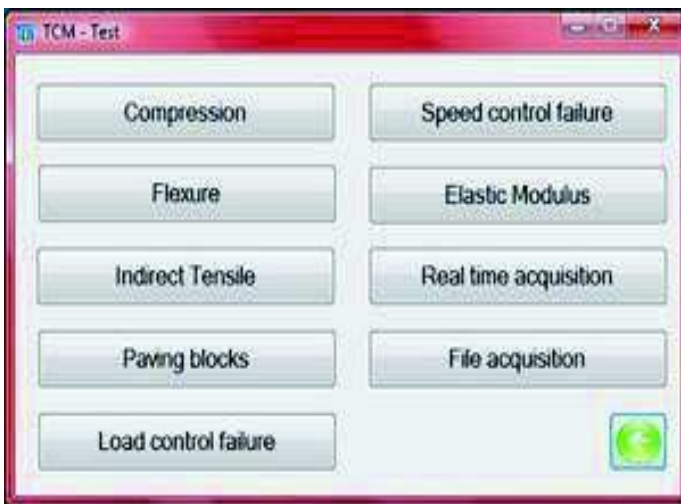 TCM - Test
Compression
Speed control failure
Flexure
Elastic Modulus
Indirect Tensile
Real time acquisition
Paving blocks
File acquisition
Load control failure